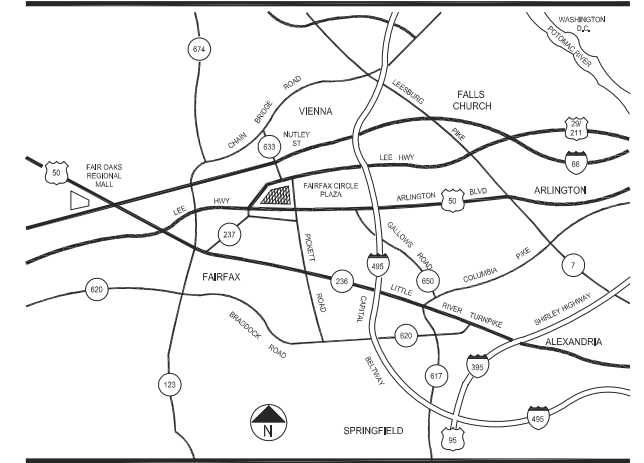 WASHINGTON
D.C.
POTOMAC RIVER
674
ROAD
BRIDGE
CHAIN
VIENNA
LEESBURG
PIKE
FALLS
CHURCH
29/
211
NUTLEY
ST
633
66
LEE HWY
50
FAIR OAKS
REGIONAL
MALL
FAIRFAX CIRCLE
PLAZA
ARLINGTON
50
BLVD
ARLINGTON
LEE
HWY
237
PICKETT
ROAD
GALLOWS
ROAD
495
650
COLUMBIA
PIKE
7
FAIRFAX
236
LITTLE
RIVER
TURNPIKE
CAPITAL
BELTWAY
620
BRADDOCK
ROAD
620
SHIRLEY HIGHWAY
ALEXANDRIA
395
617
123
N
SPRINGFIELD
95
495